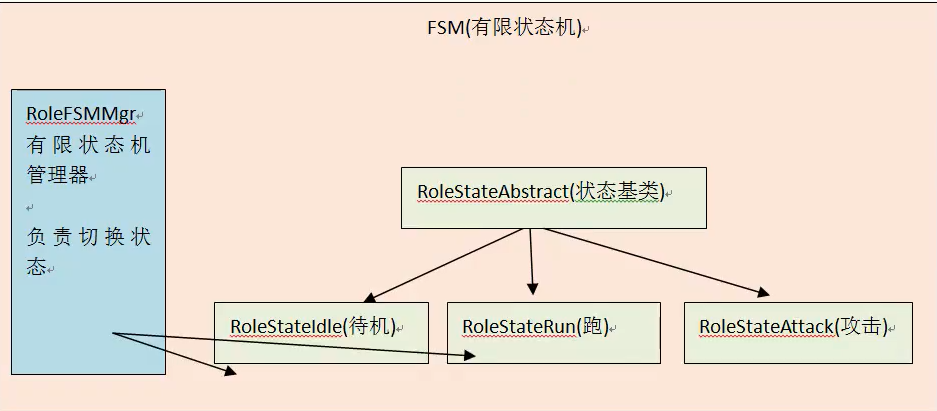 FSM(有限状态机)
RoleFSMMgr
有限状态机
管理器
负责切换状
态
RoleStateAbstract(状态基类)
RoleStateIdle(待机)
RoleStateRun(跑)
RoleStateAttack(攻击)